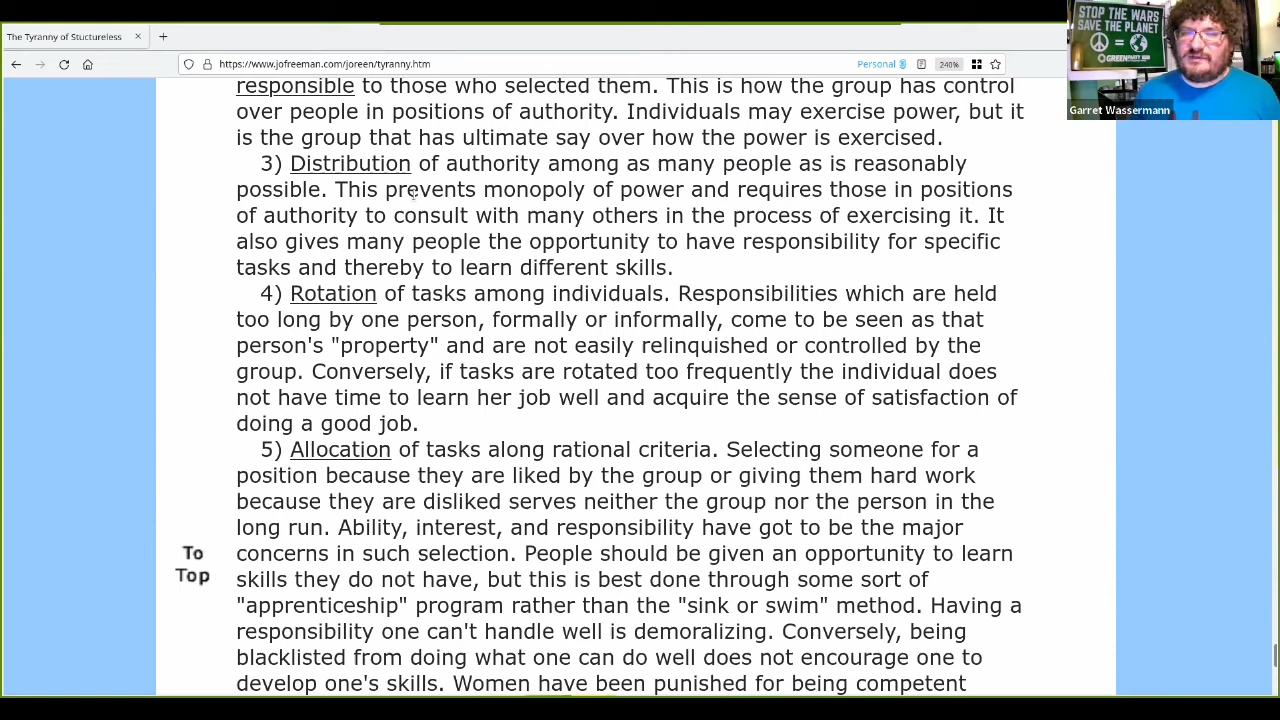 The Tyranny of Stuctureless
https://www.jofreeman.com/joreen/tyranny.htm
Personal
240%
STOP THE WARS
SAVE THE PLANET
=
GREENPARTY
Garret Wassermann
responsible to those who selected them. This is how the group has control
over people in positions of authority. Individuals may exercise power, but it
is the group that has ultimate say over how the power is exercised.
3) Distribution of authority among as many people as is reasonably
possible. This prevents monopoly of power and requires those in positions
of authority to consult with many others in the process of exercising it. It
also gives many people the opportunity to have responsibility for specific
tasks and thereby to learn different skills.
4) Rotation of tasks among individuals. Responsibilities which are held
too long by one person, formally or informally, come to be seen as that
person's "property" and are not easily relinquished or controlled by the
group. Conversely, if tasks are rotated too frequently the individual does
not have time to learn her job well and acquire the sense of satisfaction of
doing a good job.
5) Allocation of tasks along rational criteria. Selecting someone for a
position because they are liked by the group or giving them hard work
because they are disliked serves neither the group nor the person in the
long run. Ability, interest, and responsibility have got to be the major
concerns in such selection. People should be given an opportunity to learn
skills they do not have, but this is best done through some sort of
"apprenticeship" program rather than the "sink or swim" method. Having a
responsibility one can't handle well is demoralizing. Conversely, being
blacklisted from doing what one can do well does not encourage one to
develop one's skills. Women have been punished for being competent
To
Top